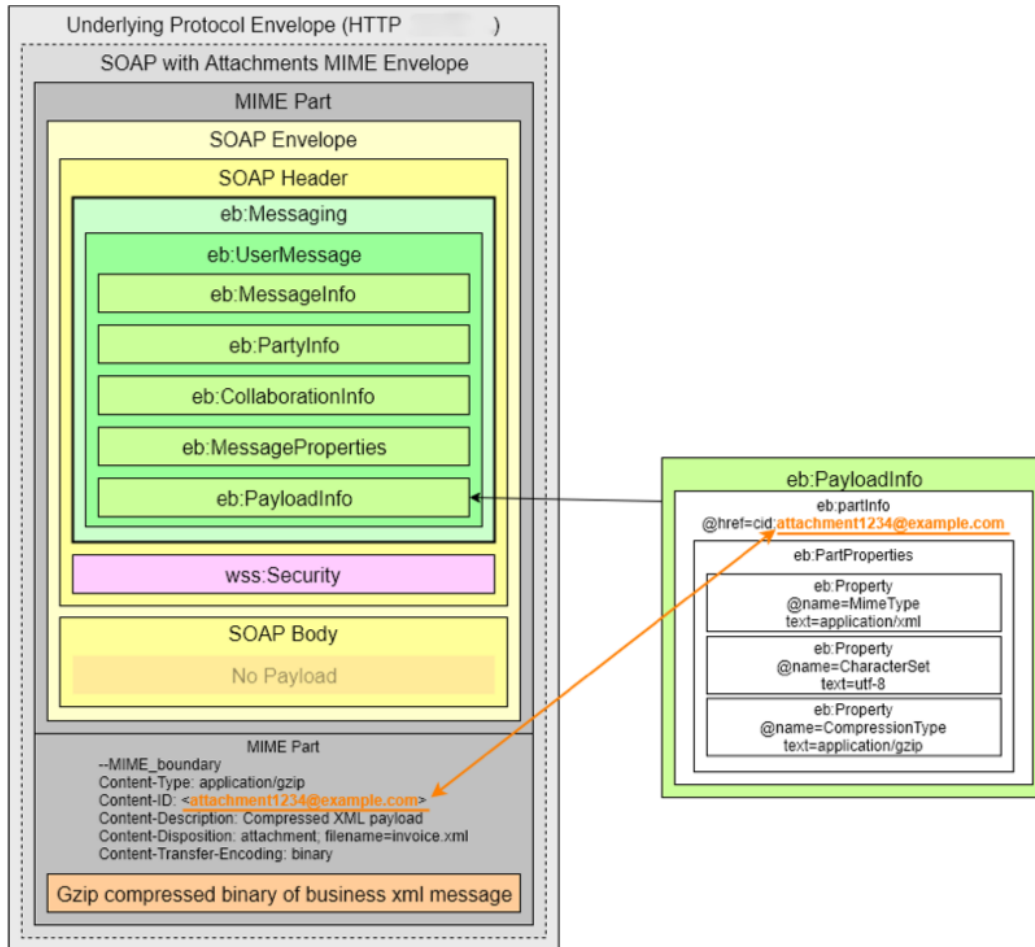 Underlying Protocol Envelope (HTTP )
SOAP with Attachments MIME Envelope
MIME Part
SOAP Envelope
SOAP Header
eb:Messaging
eb:UserMessage
eb:MessageInfo
eb:PartyInfo
eb:CollaborationInfo
eb:MessageProperties
eb:PayloadInfo
wss:Security
SOAP Body
No Payload
MIME Part
--MIME_boundary
Content-Type: application/gzip
Content-ID: <attachment1234@example.com>
Content-Description: Compressed XML payload
Content-Disposition: attachment; filename=invoice.xml
Content-Transfer-Encoding: binary
Gzip compressed binary of business xml message
eb:PayloadInfo
eb:partInfo
@href=cid:attachment1234@example.com
eb:PartProperties
eb:Property
@name=MimeType
text=application/xml
eb:Property
@name=CharacterSet
text=utf-8
eb:Property
@name=CompressionType
text=application/gzip